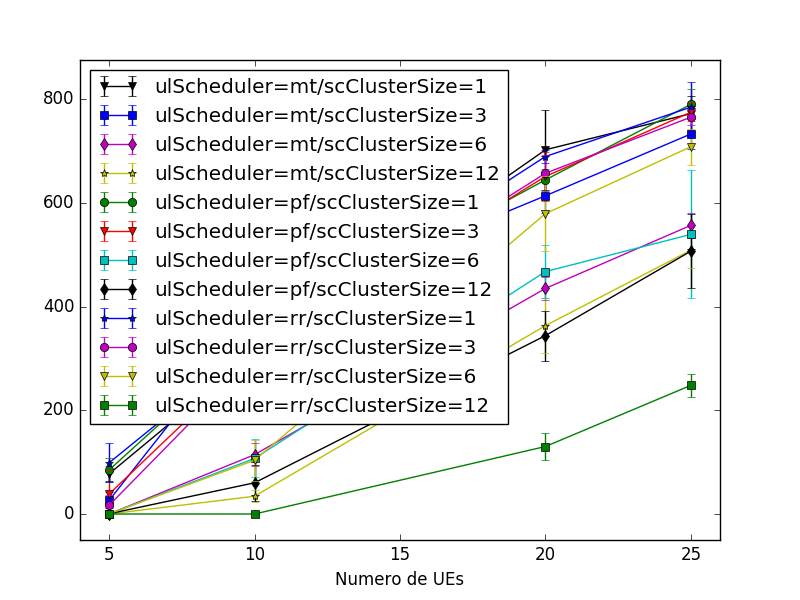 800
600
400
200
0
ulScheduler=mt/scClusterSize=1
ulScheduler=mt/scClusterSize=3
ulScheduler=mt/scClusterSize=6
ulScheduler=mt/scClusterSize=12
ulScheduler=pf/scClusterSize=1
ulScheduler=pf/scClusterSize=3
ulScheduler=pf/scClusterSize=6
ulScheduler=pf/scClusterSize=12
ulScheduler=rr/scClusterSize=1
ulScheduler=rr/scClusterSize=3
ulScheduler=rr/scClusterSize=6
ulScheduler=rr/scClusterSize=12
5 10 15 20 25
Numero de UEs